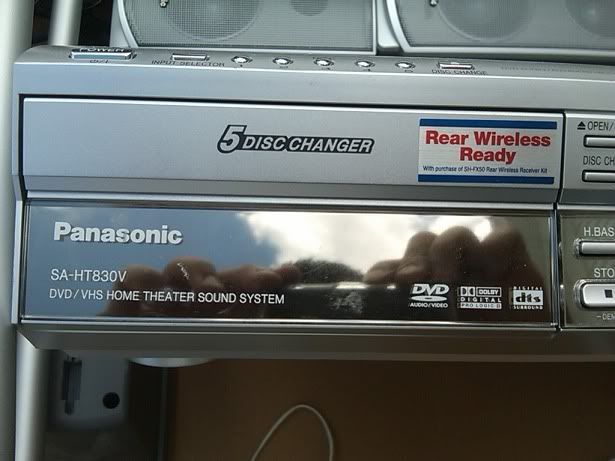 POWER
INPUT SELECTOR
DISC CHANGE
5 DISC CHANGER
Rear Wireless
Ready
With purchase of SH-FX50 Rear Wireless Receiver Kit
OPEN/
DISC CH
Panasonic
H.BAS
SA-HT830V
DVD / VHS HOME THEATER SOUND SYSTEM
DVD
AUDIO/VIDEO
DOLBY
DIGITAL
PRO LOGIC II
DIGITAL
dts
SURROUND
STO
–DEM